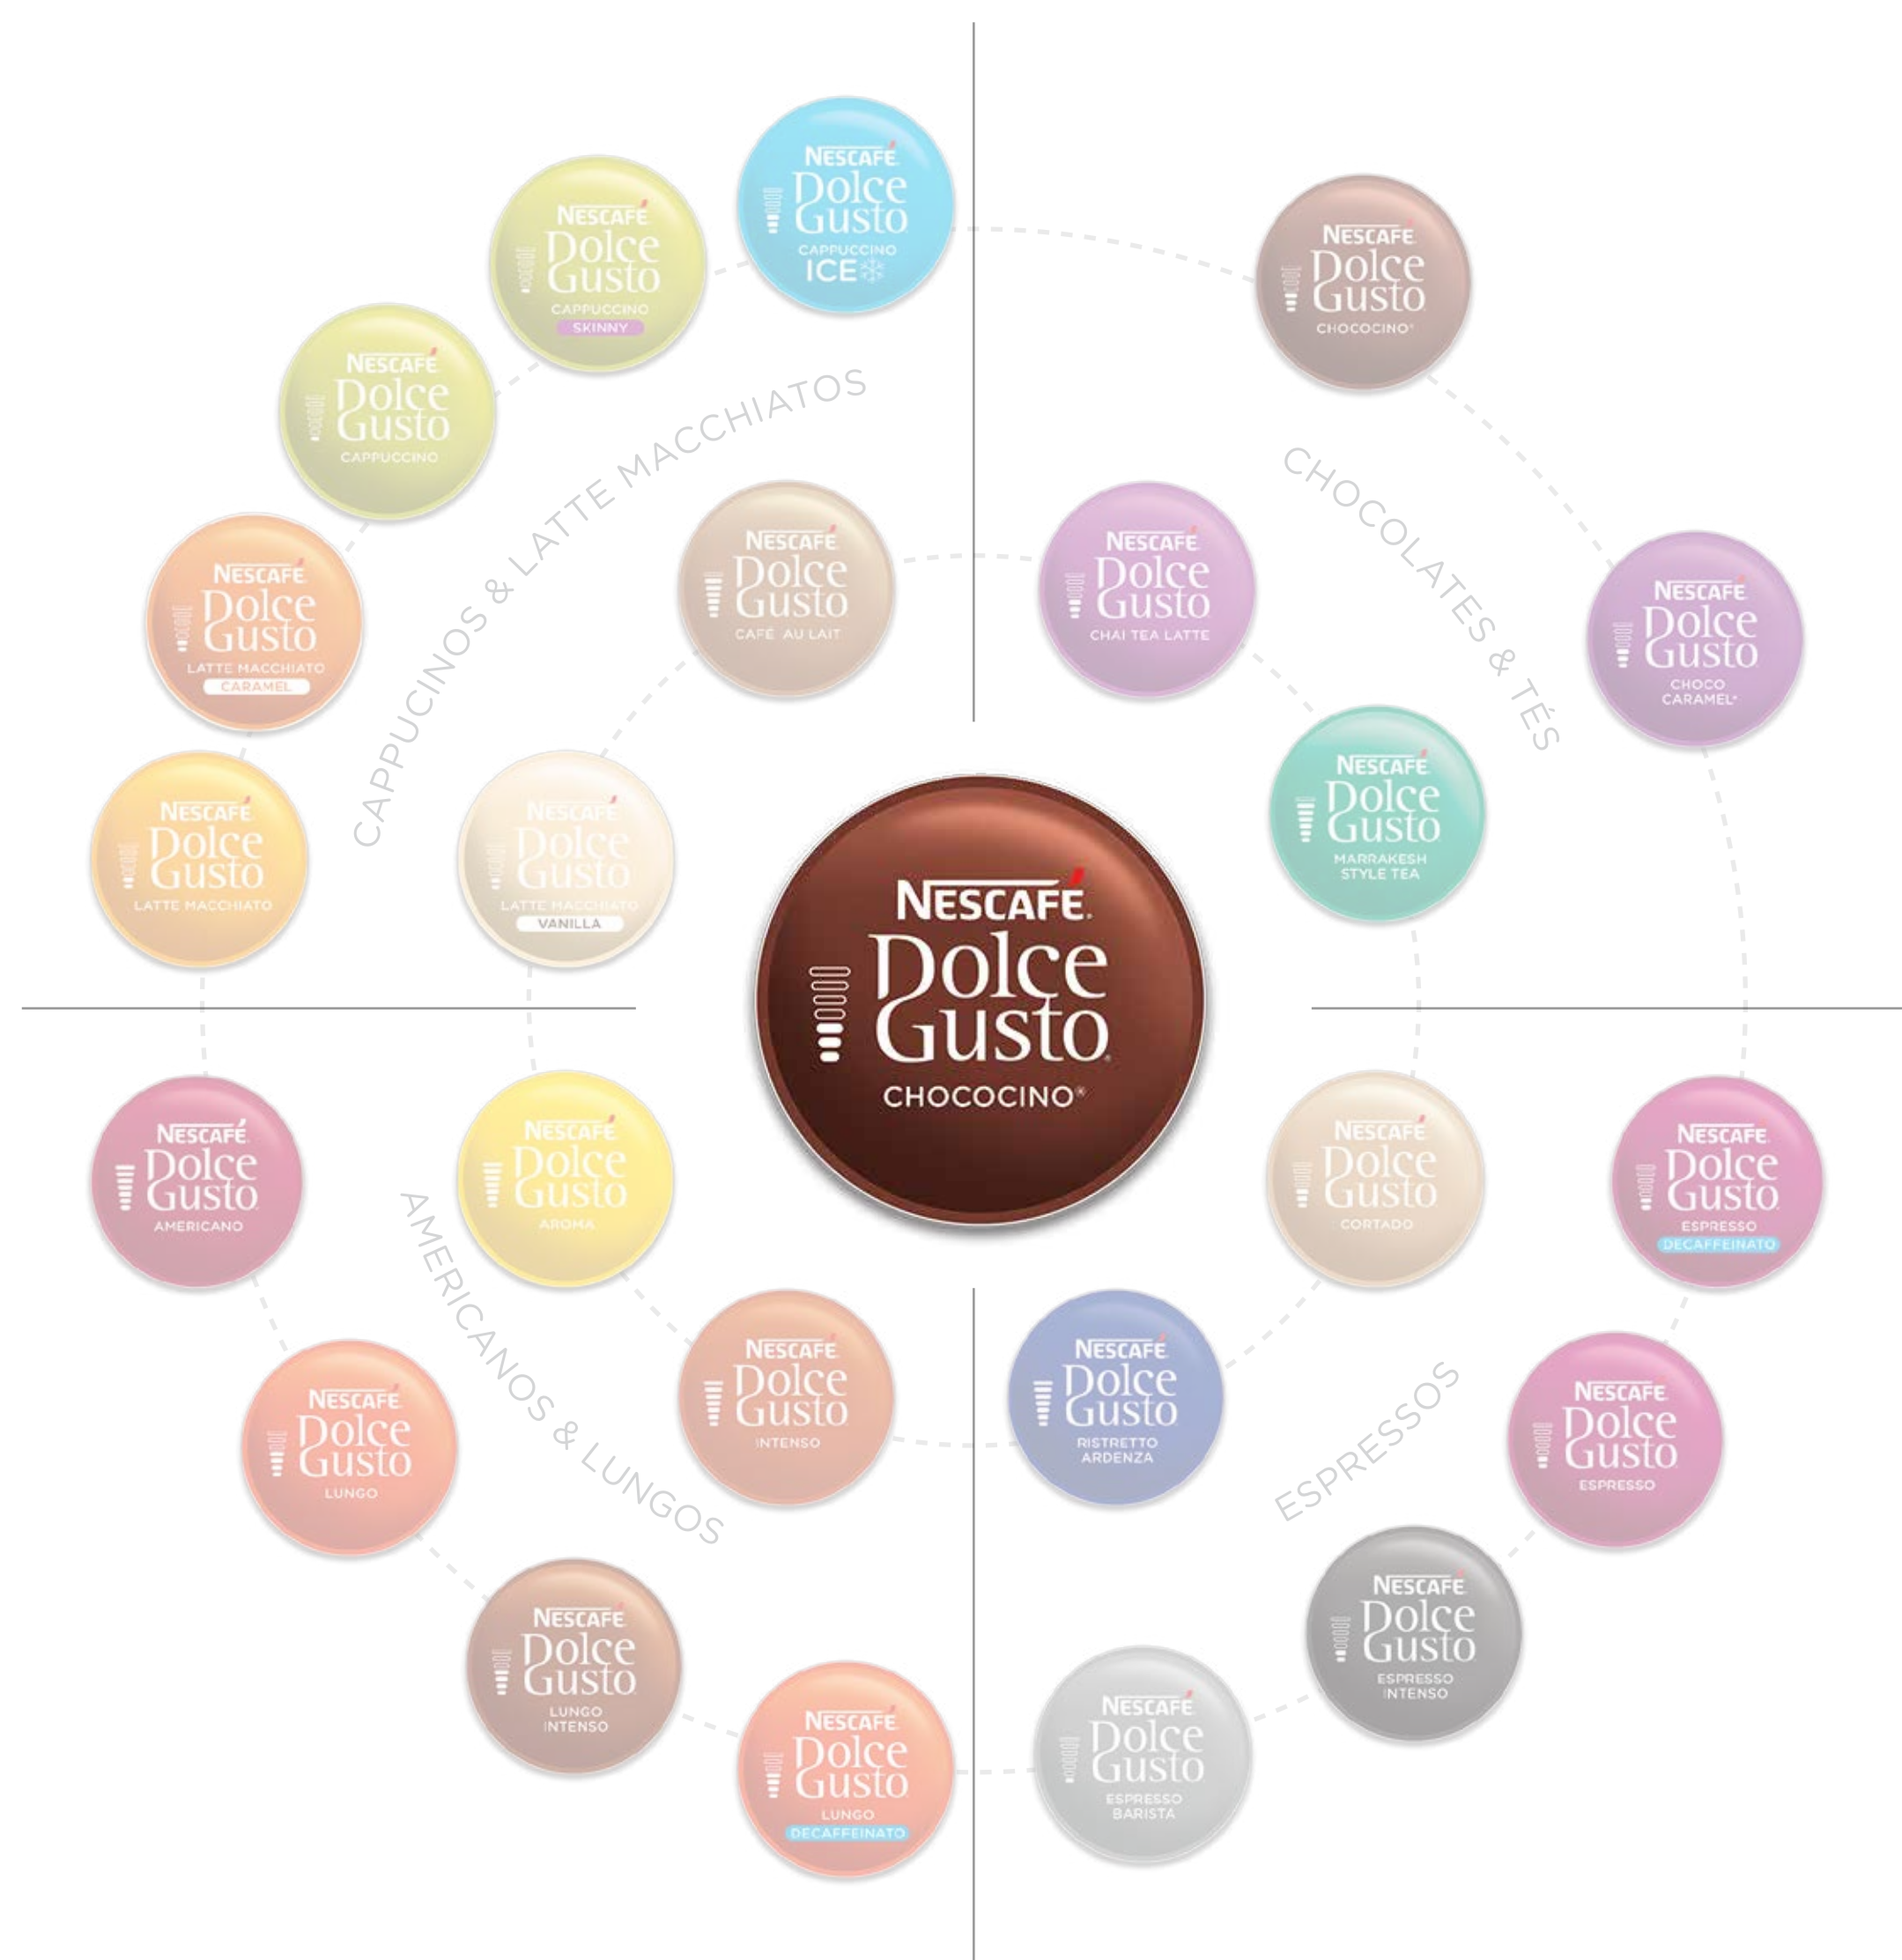 NESCAFÉ
Dolce
Gusto
CAPPUCCINO
ICE
NESCAFÉ
Dolce
Gusto
CAPPUCCINO
SKINNY
NESCAFÉ
Dolce
Gusto
CAPPUCCINO
NESCAFÉ
Dolce
Gusto
LATTE MACCHIATO
CARAMEL
NESCAFÉ
Dolce
Gusto
LATTE MACCHIATO
CAPPUCINOS & LATTE MACCHIATOS
NESCAFÉ
Dolce
Gusto
CAFÉ AU LAIT
NESCAFÉ
Dolce
Gusto
LATTE MACCHIATO
VANILLA
NESCAFÉ
Dolce
Gusto
CHOCOCINO®
CHOCOLATES & TÉS
NESCAFÉ
Dolce
Gusto
CHOCO
CARAMEL*
NESCAFÉ
Dolce
Gusto
CHAI TEA LATTE
NESCAFÉ
Dolce
Gusto
MARRAKESH
STYLE TEA
NESCAFÉ®
Dolce
Gusto®
CHOCOCINO®
NESCAFÉ
Dolce
Gusto
AMERICANO
NESCAFÉ
Dolce
Gusto
AROMA
AMERICANOS & LUNGOS
NESCAFÉ
Dolce
Gusto
INTENSO
NESCAFÉ
Dolce
Gusto
LUNGO
NESCAFÉ
Dolce
Gusto
LUNGO
INTENSO
NESCAFÉ
Dolce
Gusto
LUNGO
DECAFFEINATO
NESCAFÉ
Dolce
Gusto
CORTADO
NESCAFÉ
Dolce
Gusto
ESPRESSO
DECAFFEINATO
NESCAFÉ
Dolce
Gusto
RISTRETTO
ARDENZA
ESPRESSOS
NESCAFÉ
Dolce
Gusto
ESPRESSO
NESCAFÉ
Dolce
Gusto
ESPRESSO
INTENSO
NESCAFÉ
Dolce
Gusto
ESPRESSO
BARISTA